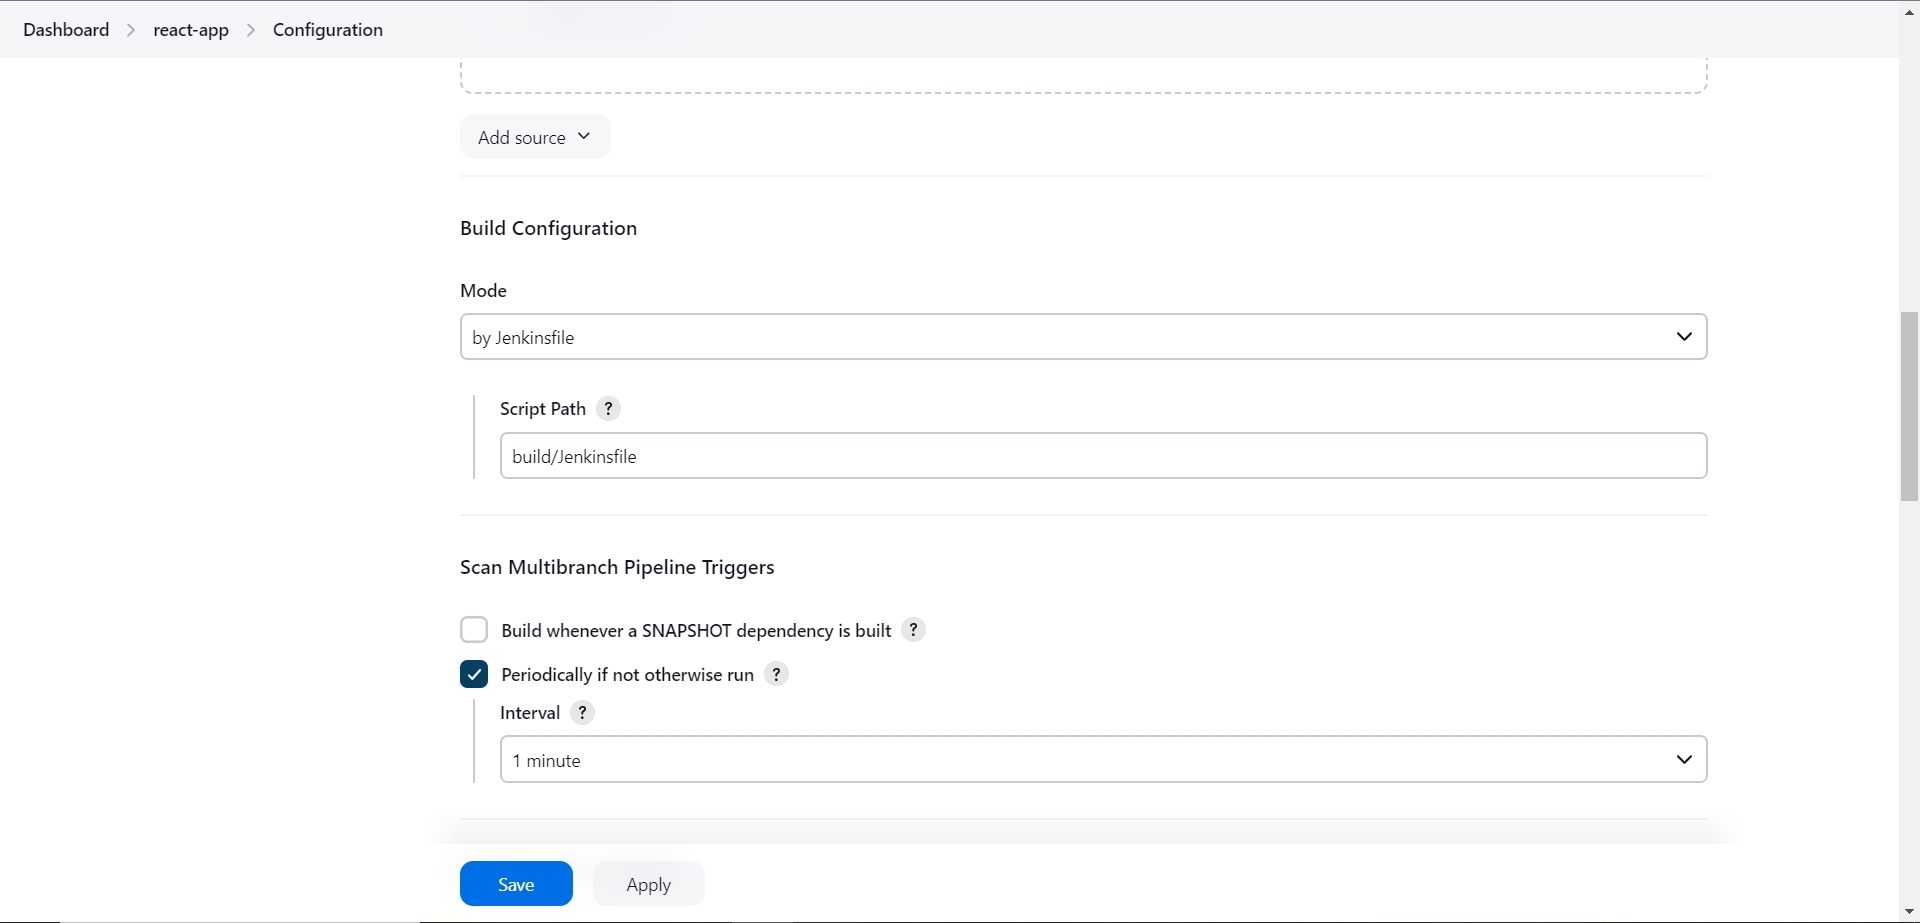 Dashboard > react-app > Configuration
Add source
Build Configuration
Mode
by Jenkinsfile
Script Path ?
build/Jenkinsfile
Scan Multibranch Pipeline Triggers
Build whenever a SNAPSHOT dependency is built ?
Periodically if not otherwise run ?
Interval ?
1 minute
Save Apply